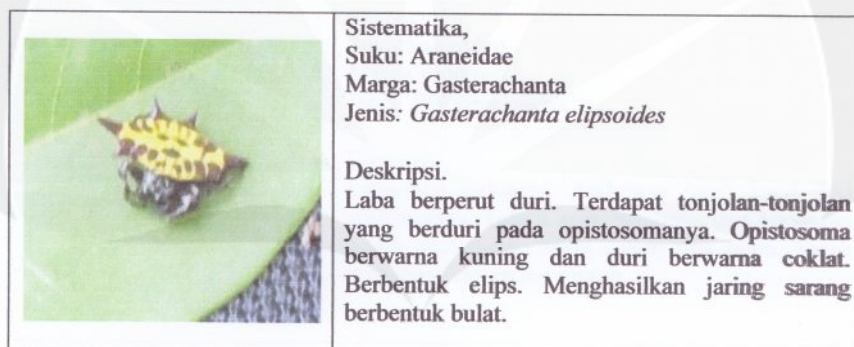 Sistematika,
Suku: Araneidae
Marga: Gasterachanta
Jenis: Gasterachanta elipsoides
Deskripsi.
Laba berperut duri. Terdapat tonjolan-tonjolan
yang berduri pada opistosomanya. Opistosoma
berwarna kuning dan duri berwarna coklat.
Berbentuk elips. Menghasilkan jaring sarang
berbentuk bulat.